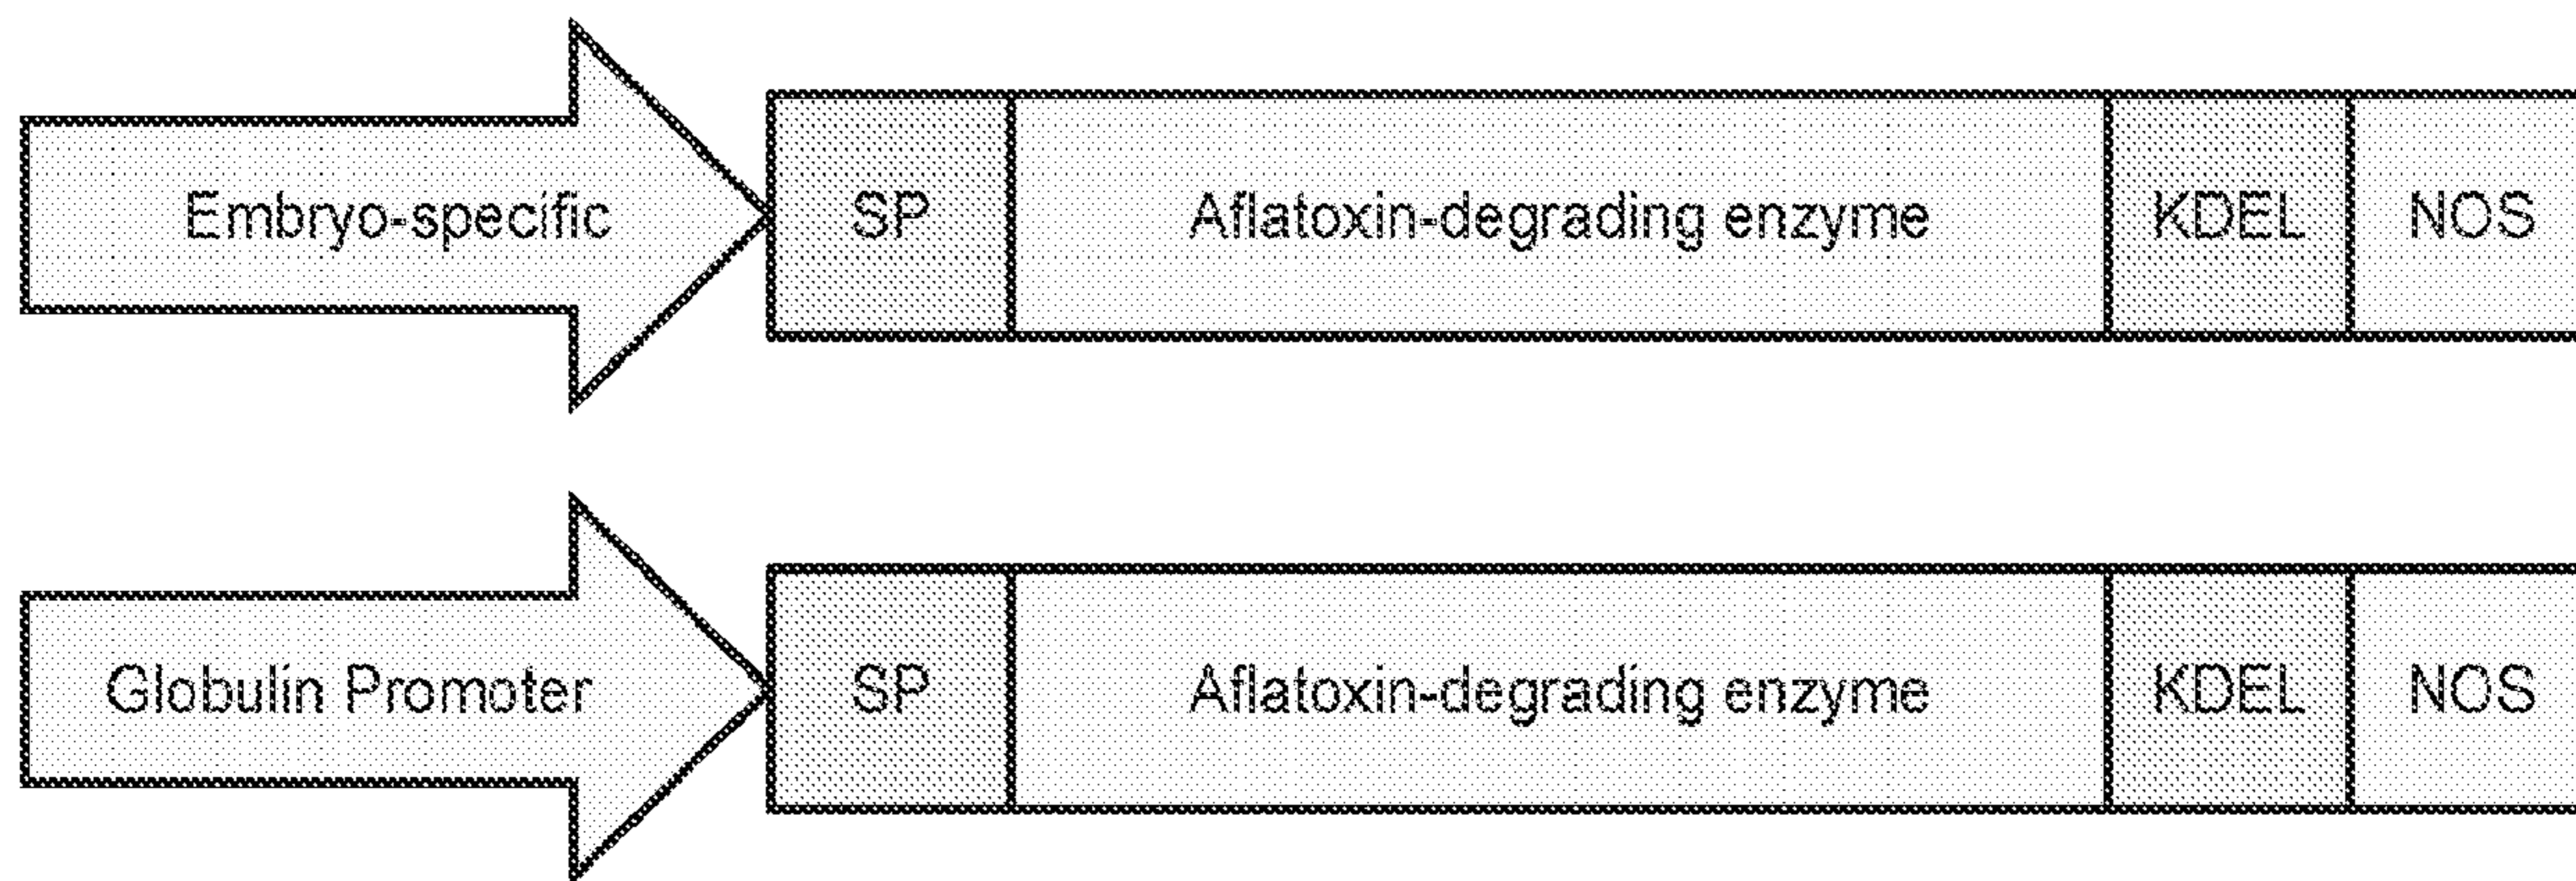 Embryo-specific SP Aflatoxin-degrading enzyme KDEL NOS
Globulin Promoter SP Aflatoxin-degrading enzyme KDEL NOS